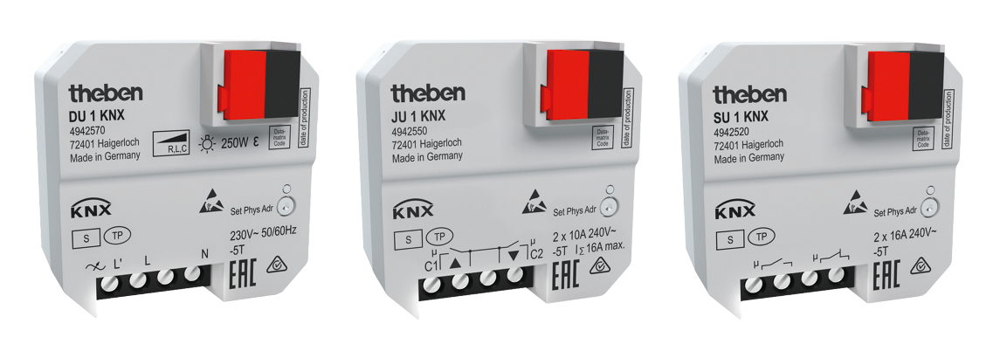 theben
DU 1 KNX
4942570
72401 Haigerloch
Made in Germany
R,L,C
250W ε
Data-
matrix
Code
date of production
KNX
Set Phys Adr
S
TP
230V~ 50/60Hz
-5T
L'
L
N
EAC
theben
JU 1 KNX
4942550
72401 Haigerloch
Made in Germany
Data-
matrix
Code
date of production
KNX
Set Phys Adr
S
TP
2 x 10A 240V~
-5T I Σ 16A max.
µ
C1
µ
C2
EAC
theben
SU 1 KNX
4942520
72401 Haigerloch
Made in Germany
Data-
matrix
Code
date of production
KNX
Set Phys Adr
S
TP
2 x 16A 240V~
-5T
µ
µ
EAC